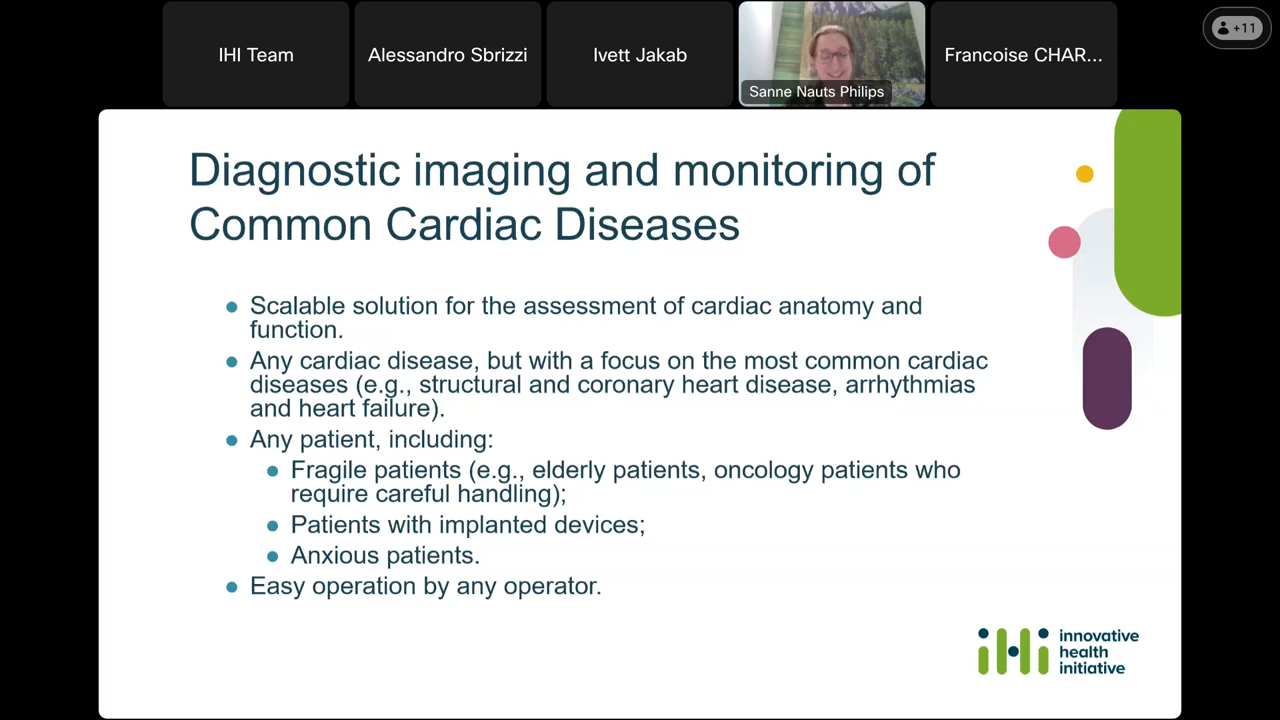 IHI Team
Alessandro Sbrizzi
Ivett Jakab
Sanne Nauts Philips
Francoise CHAR...
+11
Diagnostic imaging and monitoring of
Common Cardiac Diseases
Scalable solution for the assessment of cardiac anatomy and
function.
Any cardiac disease, but with a focus on the most common cardiac
diseases (e.g., structural and coronary heart disease, arrhythmias
and heart failure).
Any patient, including:
Fragile patients (e.g., elderly patients, oncology patients who
require careful handling);
Patients with implanted devices;
Anxious patients.
Easy operation by any operator.
iHi
innovative
health
initiative